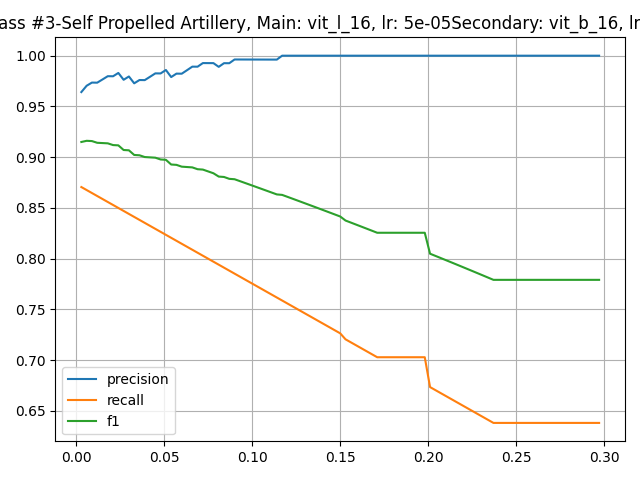 ass #3-Self Propelled Artillery, Main: vit_l_16, lr: 5e-05Secondary: vit_b_16, lr
1.00
0.95
0.90
0.85
0.80
0.75
0.70
0.65
precision
recall
f1
0.00 0.05 0.10 0.15 0.20 0.25 0.30